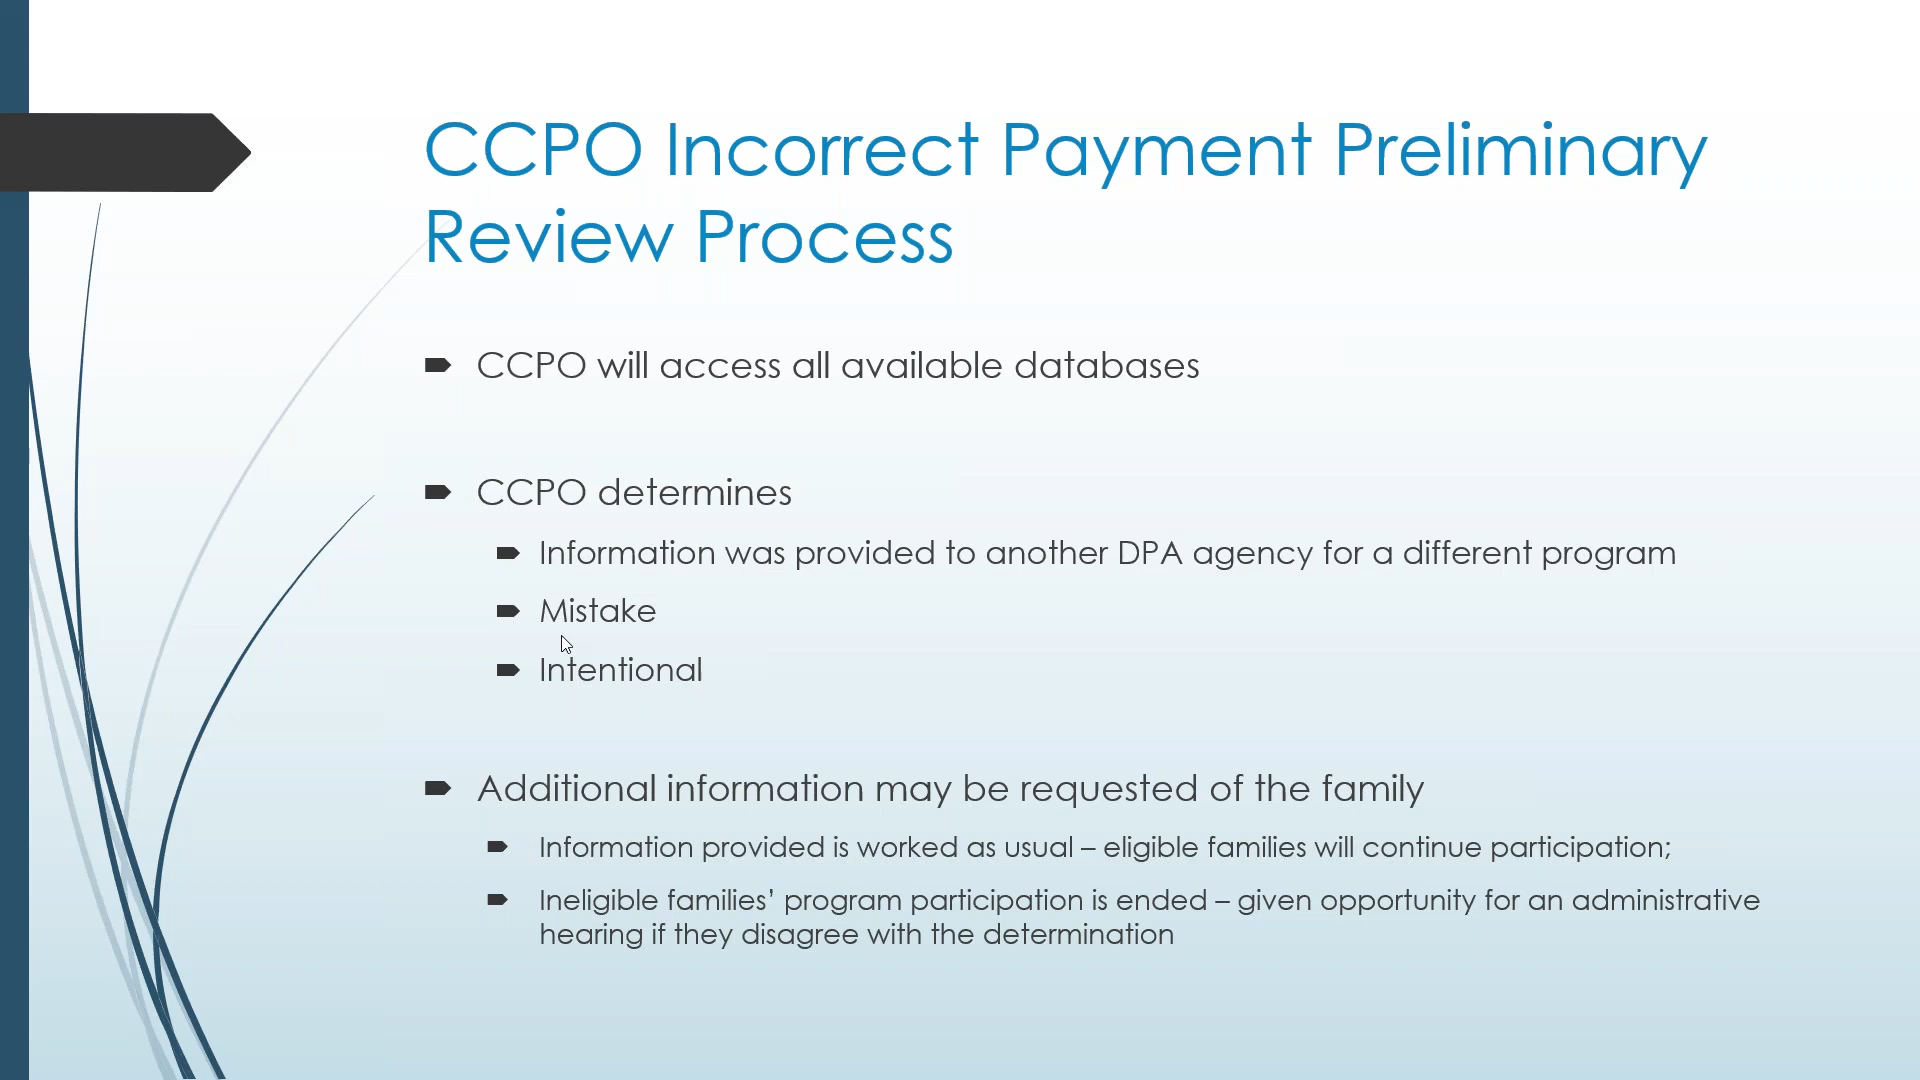 CCPO Incorrect Payment Preliminary
Review Process
CCPO will access all available databases
CCPO determines
Information was provided to another DPA agency for a different program
Mistake
Intentional
Additional information may be requested of the family
Information provided is worked as usual – eligible families will continue participation;
Ineligible families’ program participation is ended – given opportunity for an administrative
hearing if they disagree with the determination